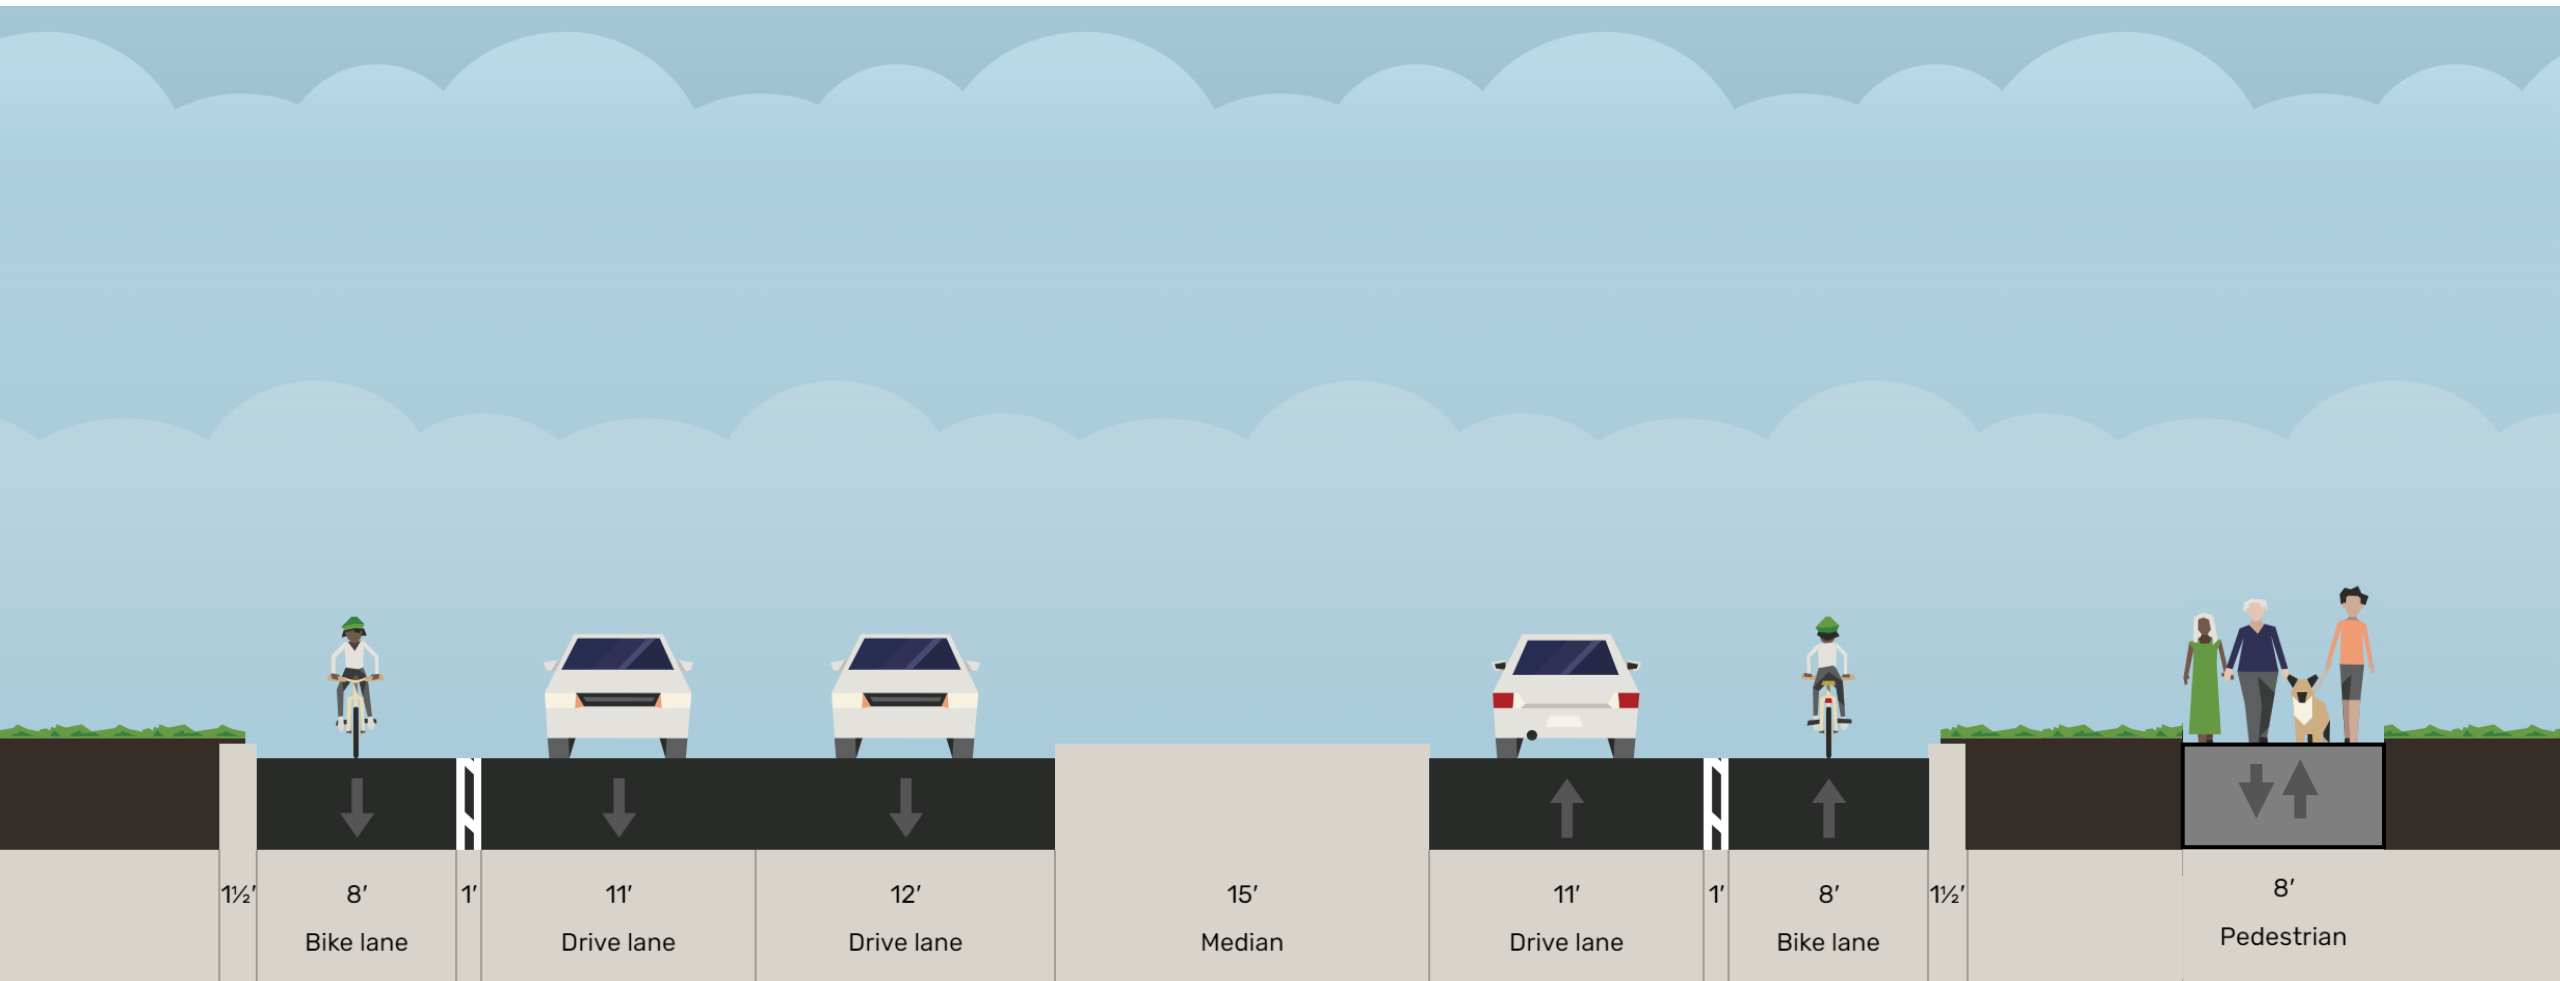 1½′ 8′ 1′ 11′ 12′ 15′ 11′ 1′ 8′ 1½′ 8′
Bike lane Drive lane Drive lane Median Drive lane Bike lane Pedestrian